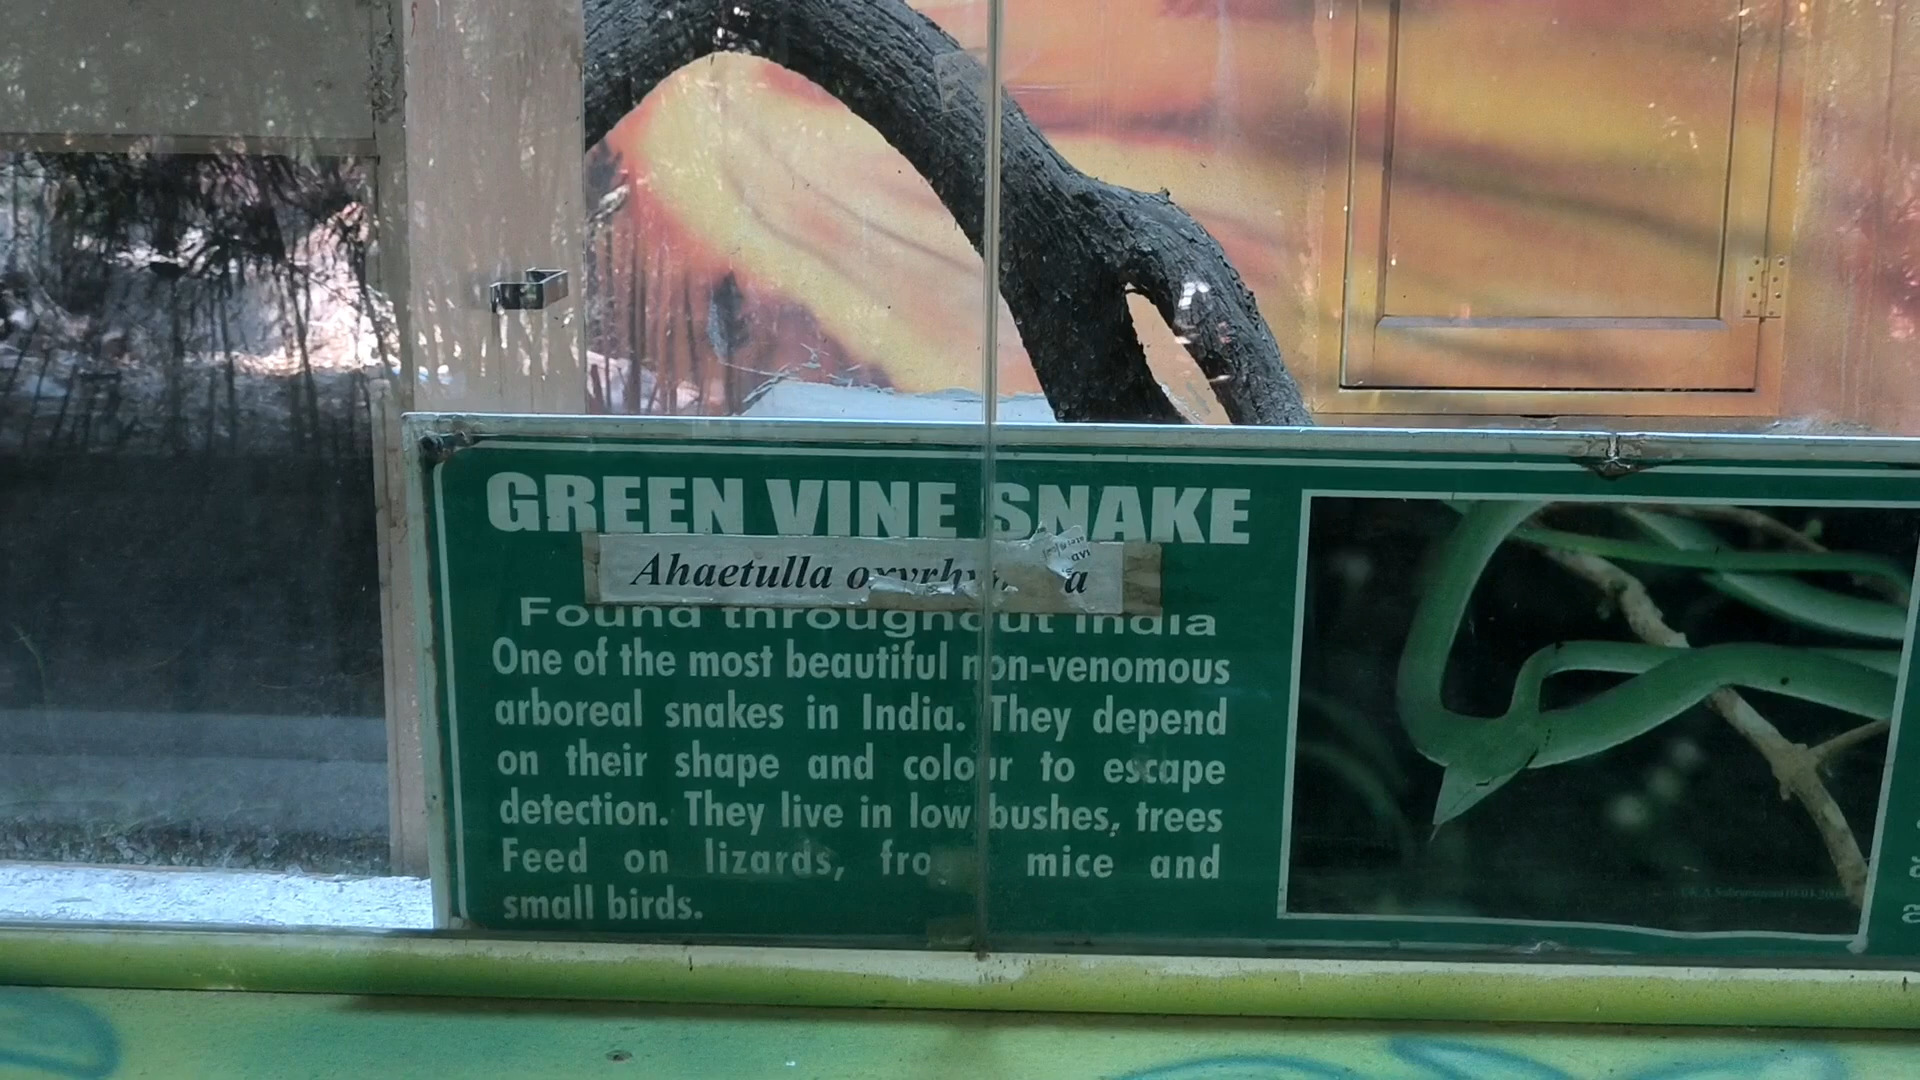 GREEN VINE SNAKE
Ahaetulla
Found throughout India
One of the most beautiful non-venomous
arboreal snakes in India. They depend
on their shape and colour to escape
detection. They live in low bushes, trees
Feed on lizards, fro mice and
small birds.